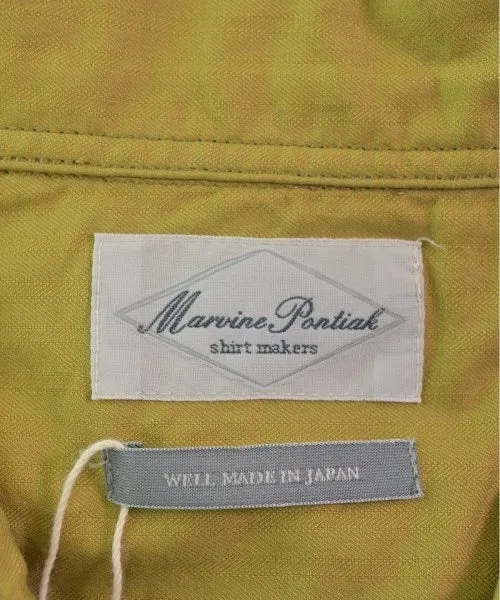 Marvine Pontiak
shirt makers
WELL MADE IN JAPAN